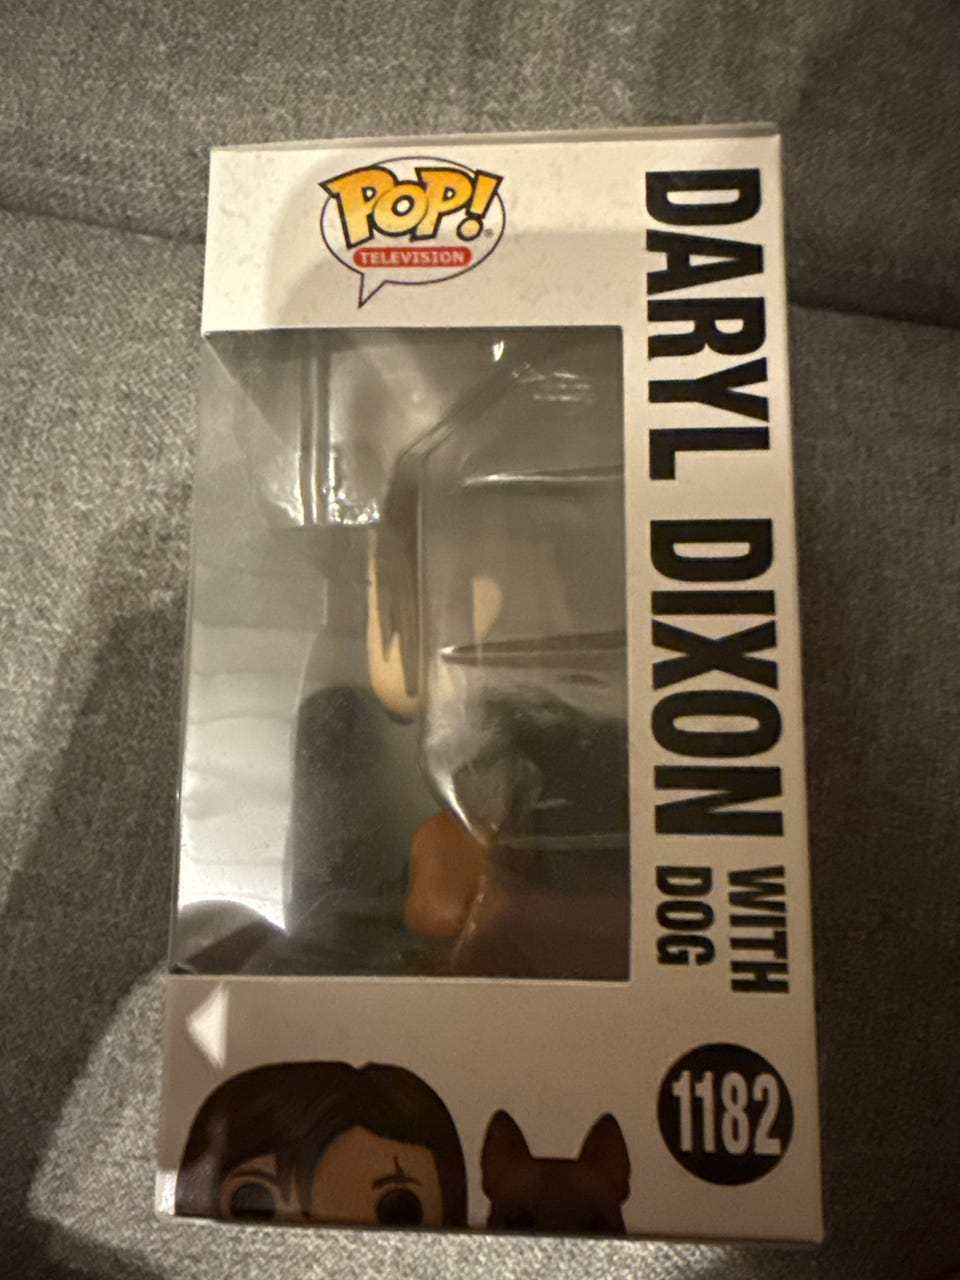 POP!
TELEVISION
DARYL DIXON WITH
DOG
1182